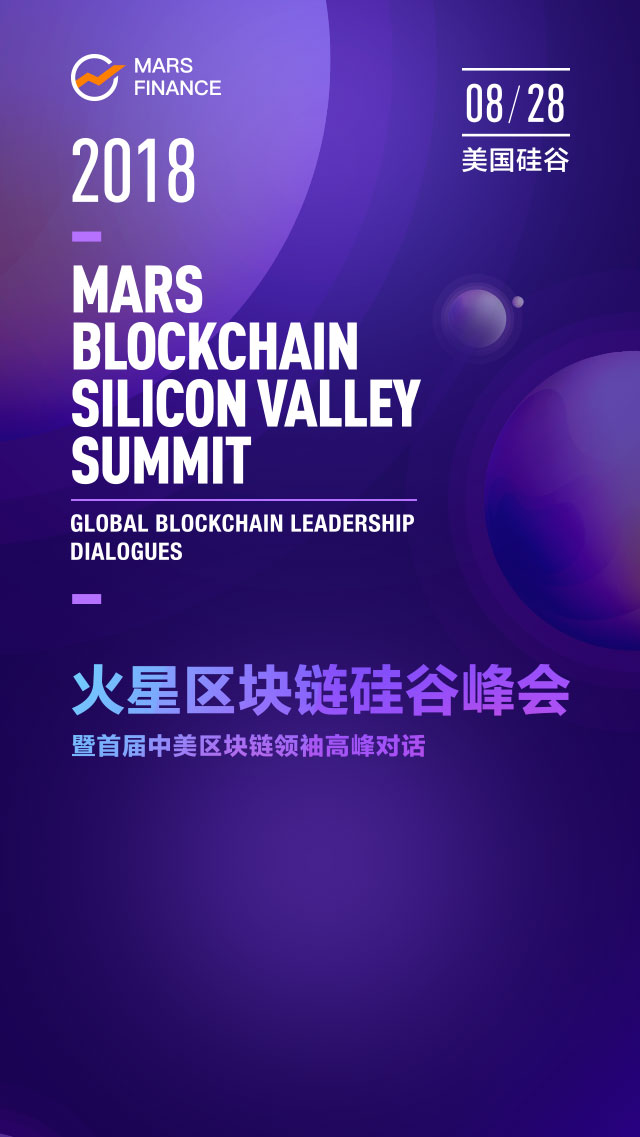 MARS
FINANCE
08/28
美国硅谷
2018
MARS
BLOCKCHAIN
SILICON VALLEY
SUMMIT
GLOBAL BLOCKCHAIN LEADERSHIP
DIALOGUES
火星区块链硅谷峰会
暨首届中美区块链领袖高峰对话